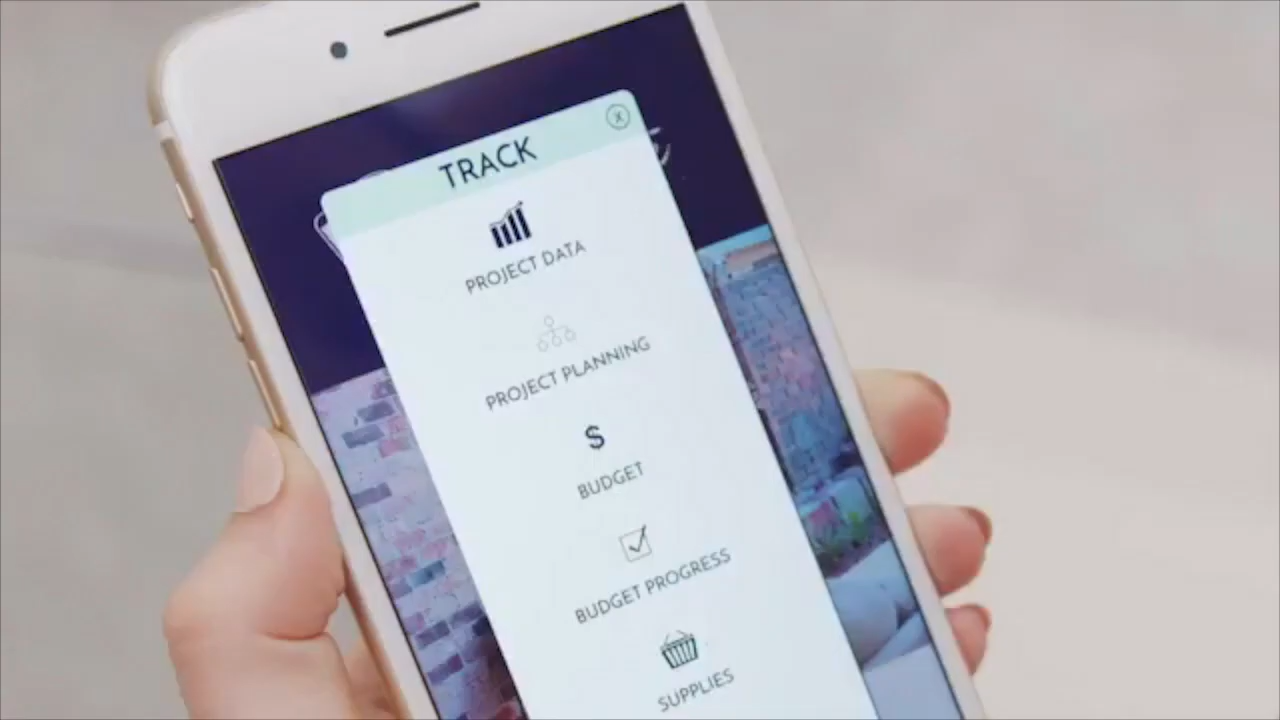 X
TRACK
PROJECT DATA
PROJECT PLANNING
$
BUDGET
BUDGET PROGRESS
SUPPLIES